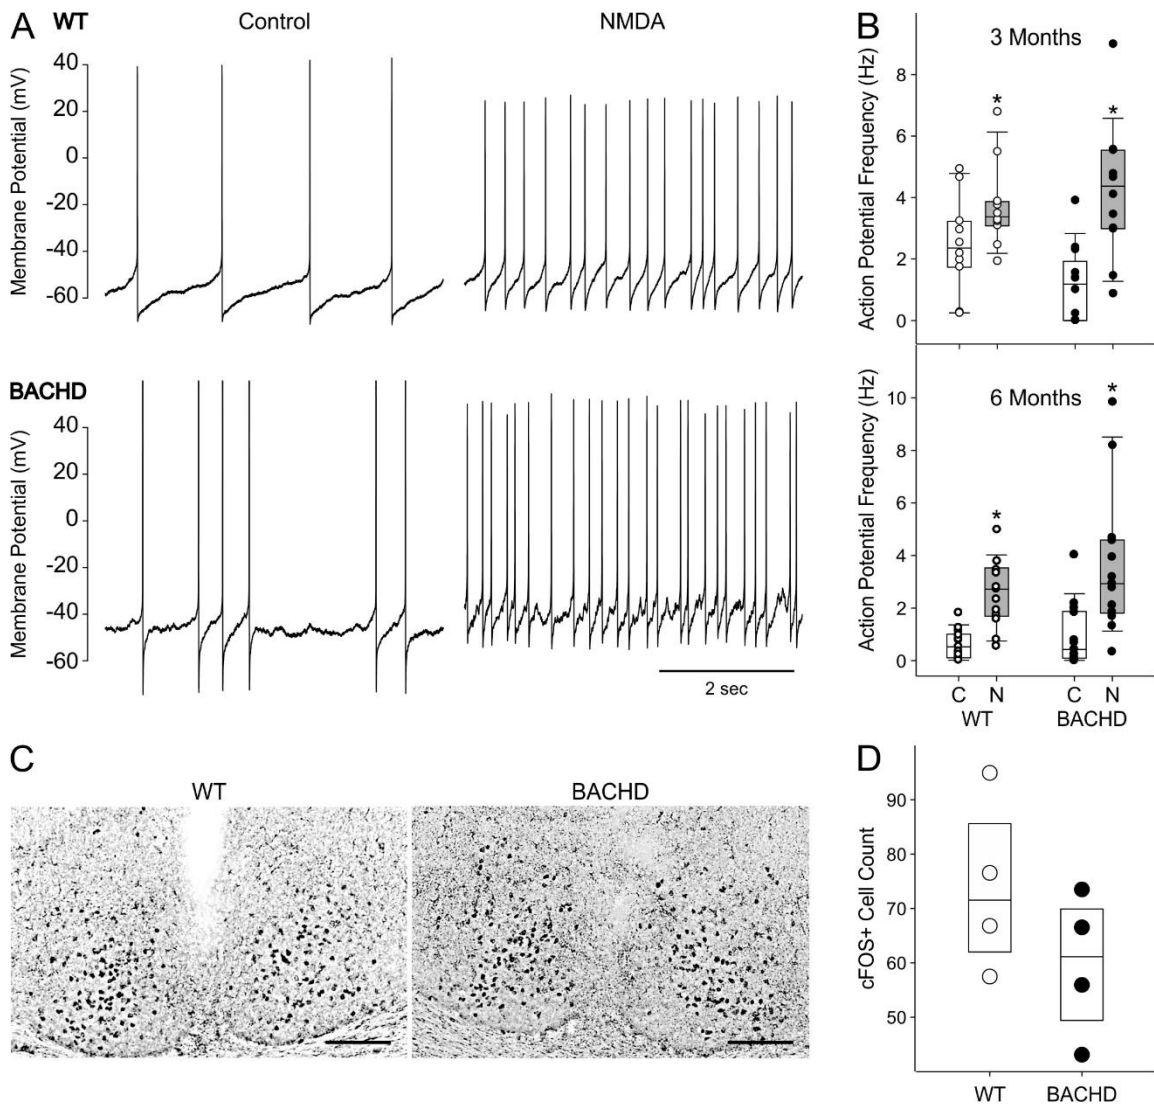 A
WT
Control
NMDA
Membrane Potential (mV)
40
20
0
-20
-40
-60
BACHD
Membrane Potential (mV)
40
20
0
-20
-40
-60
2 sec
B
3 Months
Action Potential Frequency (Hz)
8
6
4
2
0
*
*
6 Months
Action Potential Frequency (Hz)
10
8
6
4
2
0
*
*
C N C N
WT BACHD
C
WT
BACHD
D
cFOS+ Cell Count
90
80
70
60
50
WT BACHD